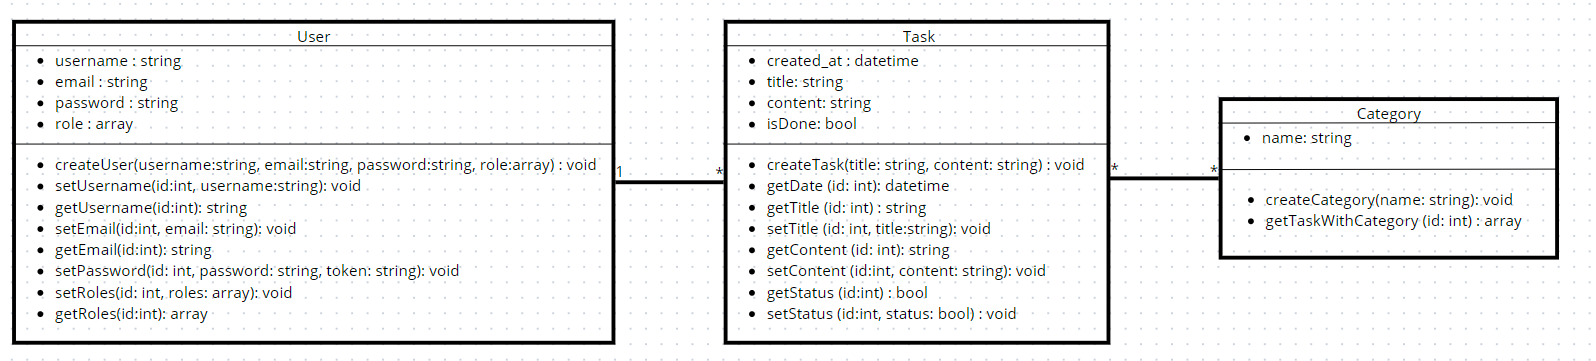 User
username : string
email : string
password : string
role : array
createUser(username:string, email:string, password:string, role:array) : void
setUsername(id:int, username:string): void
getUsername(id:int): string
setEmail(id:int, email: string): void
getEmail(id:int): string
setPassword(id: int, password: string, token: string): void
setRoles(id: int, roles: array): void
getRoles(id:int): array
1
*
Task
created_at : datetime
title: string
content: string
isDone: bool
createTask(title: string, content: string) : void
getDate (id: int): datetime
getTitle (id: int) : string
setTitle (id: int, title:string): void
getContent (id: int): string
setContent (id:int, content: string): void
getStatus (id:int) : bool
setStatus (id:int, status: bool) : void
*
*
Category
name: string
createCategory(name: string): void
getTaskWithCategory (id: int) : array